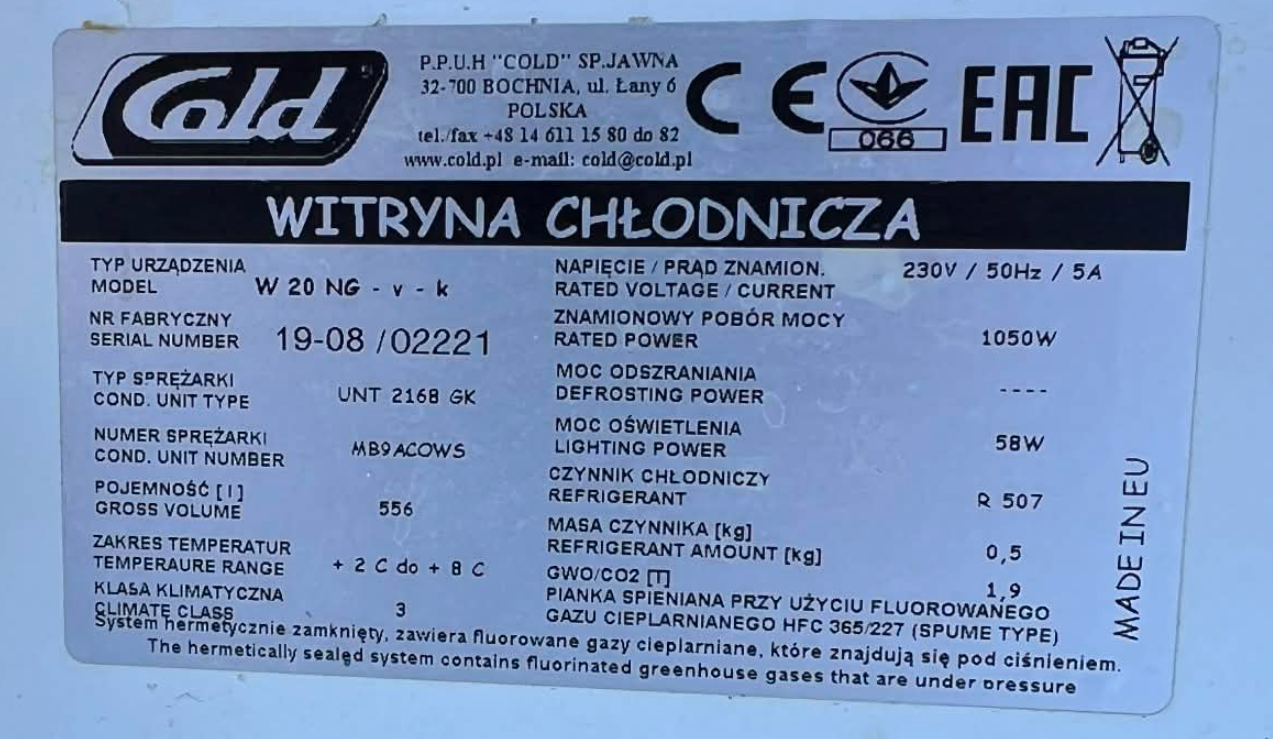 Cold®
P.P.U.H "COLD" SP.JAWNA
32-700 BOCHNIA, ul. Łany 6
POLSKA
tel./fax +48 14 611 15 80 do 82
www.cold.pl e-mail: cold@cold.pl
CE
066
EAC
WITRYNA CHŁODNICZA
TYP URZĄDZENIA
MODEL
W 20 NG - v - k
NR FABRYCZNY
SERIAL NUMBER
19-08 /02221
TYP SPRĘŻARKI
COND. UNIT TYPE
UNT 2168 GK
NUMER SPRĘŻARKI
COND. UNIT NUMBER
MB9ACOWS
POJEMNOŚĆ [l]
GROSS VOLUME
556
ZAKRES TEMPERATUR
TEMPERAURE RANGE
+ 2 C do + 8 C
KLASA KLIMATYCZNA
CLIMATE CLASS
3
NAPIĘCIE / PRĄD ZNAMION.
RATED VOLTAGE / CURRENT
230V / 50Hz / 5A
ZNAMIONOWY POBÓR MOCY
RATED POWER
1050W
MOC ODSZRANIANIA
DEFROSTING POWER
----
MOC OŚWIETLENIA
LIGHTING POWER
58W
CZYNNIK CHŁODNICZY
REFRIGERANT
R 507
MASA CZYNNIKA [kg]
REFRIGERANT AMOUNT [kg]
0,5
GWO/CO2 [T]
1,9
PIANKA SPIENIANA PRZY UŻYCIU FLUOROWANEGO
GAZU CIEPLARNIANEGO HFC 365/227 (SPUME TYPE)
MADE IN EU
System hermetycznie zamknięty, zawiera fluorowane gazy cieplarniane, które znajdują się pod ciśnieniem.
The hermetically sealed system contains fluorinated greenhouse gases that are under pressure